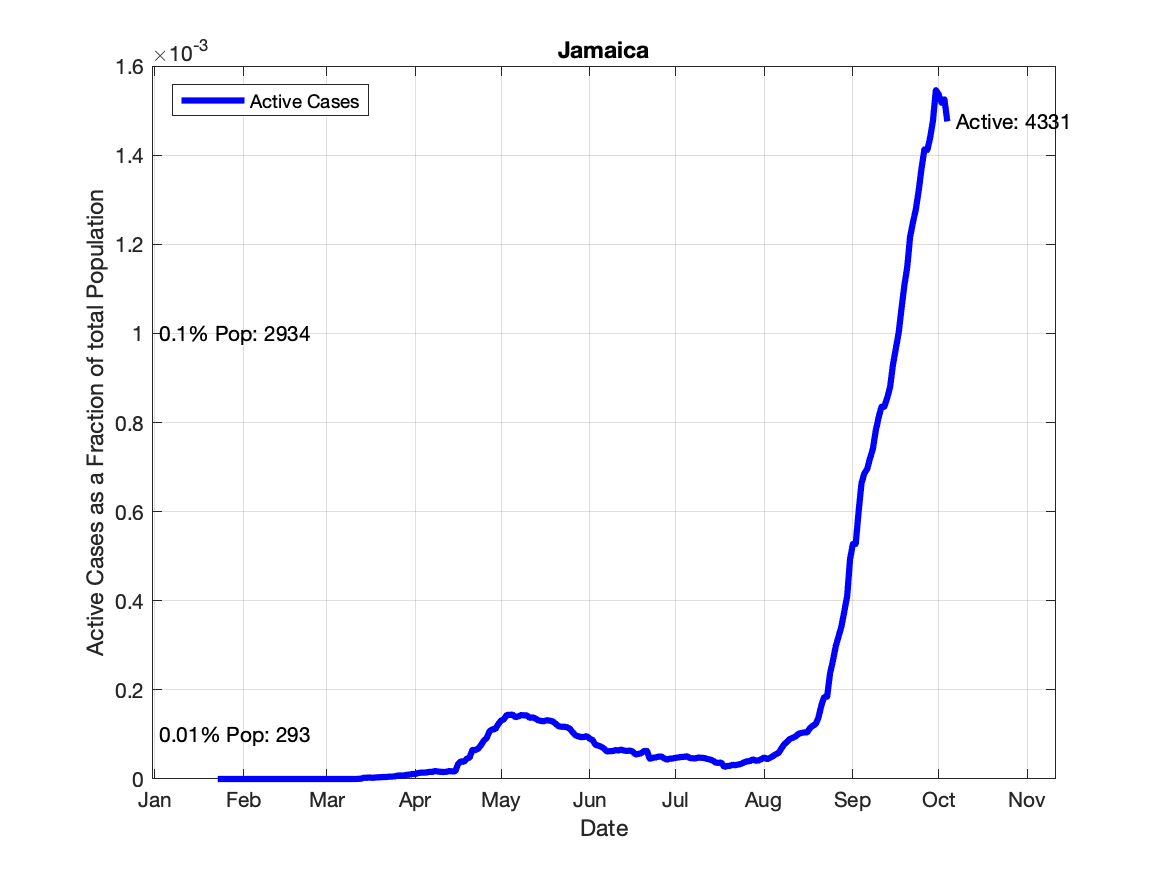 Jamaica
×10-3
1.6
1.4
1.2
1
0.8
0.6
0.4
0.2
0
Active Cases as a Fraction of total Population
Active Cases
Active: 4331
0.1% Pop: 2934
0.01% Pop: 293
Jan Feb Mar Apr May Jun Jul Aug Sep Oct Nov
Date